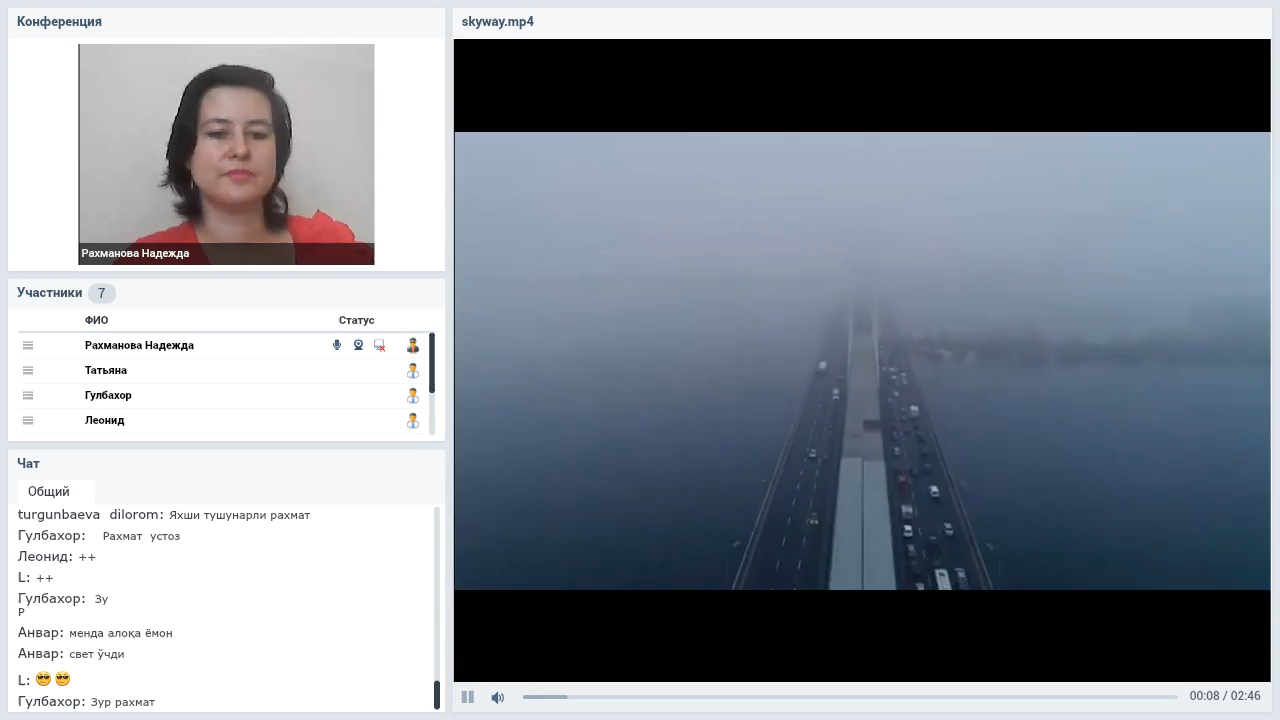 Конференция
Рахманова Надежда
Участники 7
ФИО Статус
Рахманова Надежда
Татьяна
Гулбахор
Леонид
Чат
Общий
turgunbaeva dilorom: Яхши тушунарли рахмат
Гулбахор: Рахмат устоз
Леонид: ++
L: ++
Гулбахор: Зу
Р
Анвар: менда алоқа ёмон
Анвар: свет ўчди
L: 😎 😎
Гулбахор: Зур рахмат
skyway.mp4
00:08 / 02:46